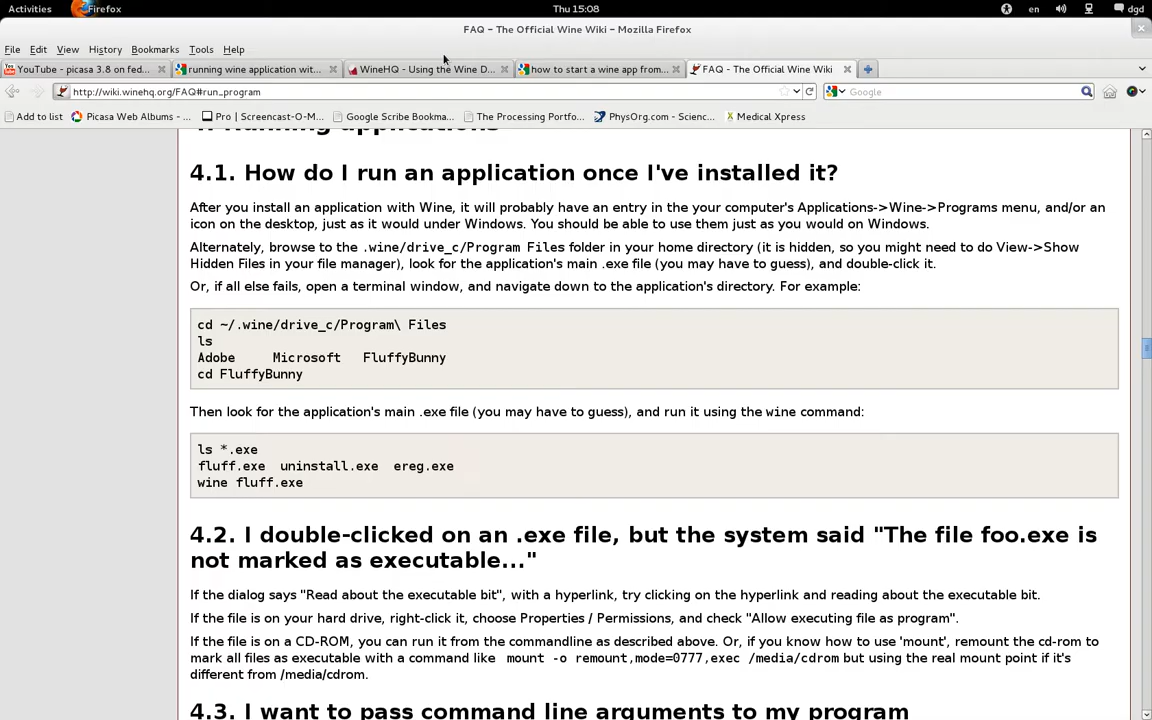 Activities Firefox Thu 15:08 en dgd
FAQ – The Official Wine Wiki – Mozilla Firefox
File Edit View History Bookmarks Tools Help
YouTube - picasa 3.8 on fed... running wine application wit... WineHQ - Using the Wine D... how to start a wine app from... FAQ - The Official Wine Wiki
http://wiki.winehq.org/FAQ#run_program Google
Add to list Picasa Web Albums - ... Pro | Screencast-O-M... Google Scribe Bookma... The Processing Portfo... PhysOrg.com - Scienc... Medical Xpress
4. Running applications
4.1. How do I run an application once I've installed it?
After you install an application with Wine, it will probably have an entry in the your computer's Applications->Wine->Programs menu, and/or an
icon on the desktop, just as it would under Windows. You should be able to use them just as you would on Windows.
Alternately, browse to the .wine/drive_c/Program Files folder in your home directory (it is hidden, so you might need to do View->Show
Hidden Files in your file manager), look for the application's main .exe file (you may have to guess), and double-click it.
Or, if all else fails, open a terminal window, and navigate down to the application's directory. For example:
cd ~/.wine/drive_c/Program\ Files
ls
Adobe Microsoft FluffyBunny
cd FluffyBunny
Then look for the application's main .exe file (you may have to guess), and run it using the wine command:
ls *.exe
fluff.exe uninstall.exe ereg.exe
wine fluff.exe
4.2. I double-clicked on an .exe file, but the system said "The file foo.exe is
not marked as executable..."
If the dialog says "Read about the executable bit", with a hyperlink, try clicking on the hyperlink and reading about the executable bit.
If the file is on your hard drive, right-click it, choose Properties / Permissions, and check "Allow executing file as program".
If the file is on a CD-ROM, you can run it from the commandline as described above. Or, if you know how to use 'mount', remount the cd-rom to
mark all files as executable with a command like mount -o remount,mode=0777,exec /media/cdrom but using the real mount point if it's
different from /media/cdrom.
4.3. I want to pass command line arguments to my program